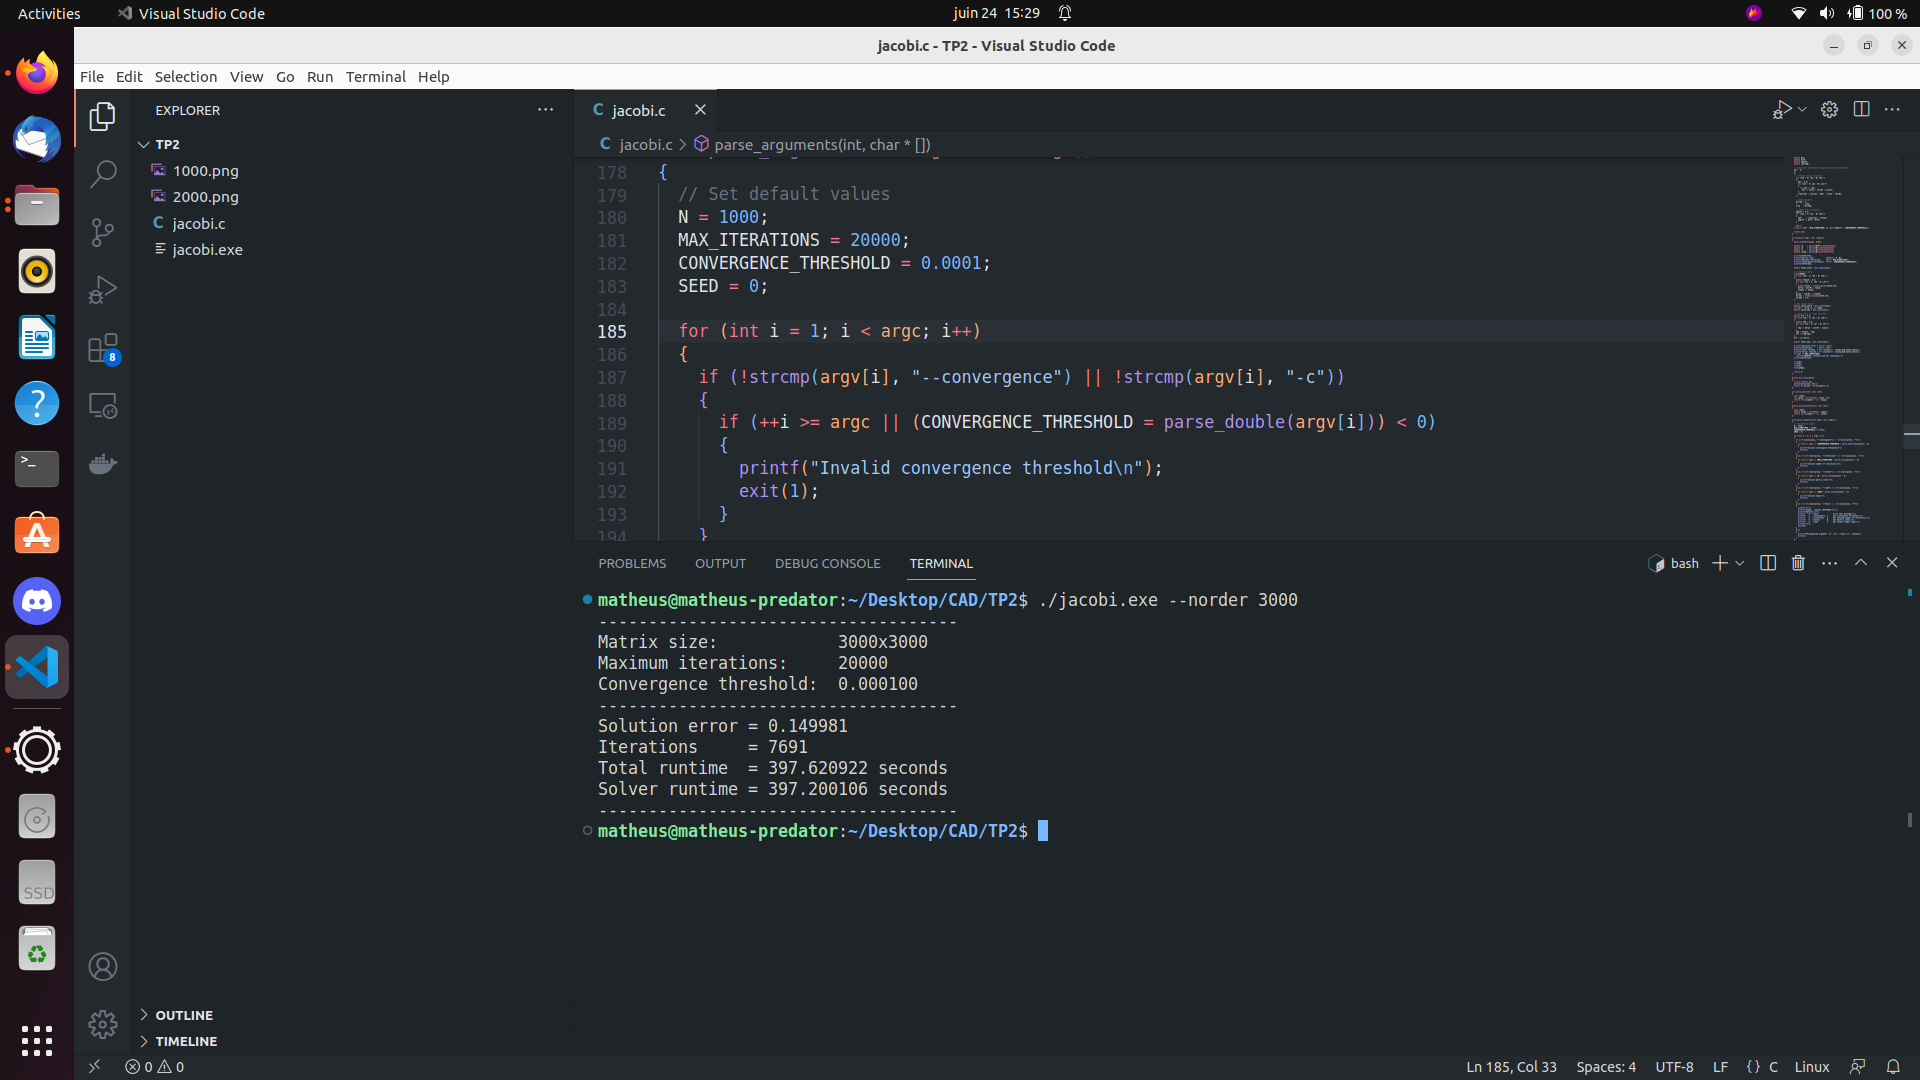 Activities
Visual Studio Code
juin 24 15:29
100 %
jacobi.c - TP2 - Visual Studio Code
File Edit Selection View Go Run Terminal Help
EXPLORER
TP2
1000.png
2000.png
C jacobi.c
jacobi.exe
8
OUTLINE
TIMELINE
>_
?
SSD
C jacobi.c
C jacobi.c > parse_arguments(int, char * [])
178 {
179 // Set default values
180 N = 1000;
181 MAX_ITERATIONS = 20000;
182 CONVERGENCE_THRESHOLD = 0.0001;
183 SEED = 0;
184
185 for (int i = 1; i < argc; i++)
186 {
187 if (!strcmp(argv[i], "--convergence") || !strcmp(argv[i], "-c"))
188 {
189 if (++i >= argc || (CONVERGENCE_THRESHOLD = parse_double(argv[i])) < 0)
190 {
191 printf("Invalid convergence threshold\n");
192 exit(1);
193 }
194 }
PROBLEMS OUTPUT DEBUG CONSOLE TERMINAL
bash
matheus@matheus-predator:~/Desktop/CAD/TP2$ ./jacobi.exe --norder 3000
------------------------------------
Matrix size: 3000x3000
Maximum iterations: 20000
Convergence threshold: 0.000100
------------------------------------
Solution error = 0.149981
Iterations = 7691
Total runtime = 397.620922 seconds
Solver runtime = 397.200106 seconds
------------------------------------
matheus@matheus-predator:~/Desktop/CAD/TP2$
0 0
Ln 185, Col 33 Spaces: 4 UTF-8 LF {} C Linux